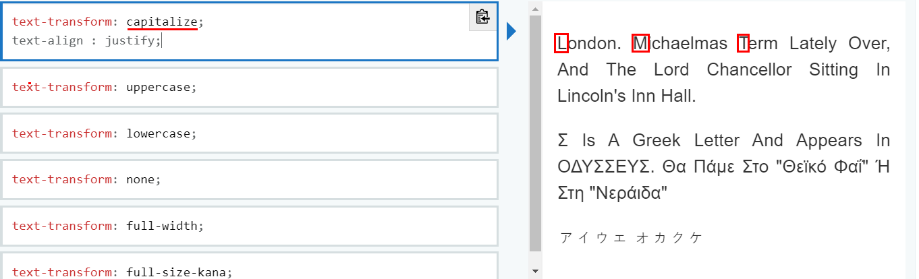 text-transform: capitalize;
text-align : justify;
text-transform: uppercase;
text-transform: lowercase;
text-transform: none;
text-transform: full-width;
text-transform: full-size-kana;
London. Michaelmas Term Lately Over,
And The Lord Chancellor Sitting In
Lincoln's Inn Hall.
Σ Is A Greek Letter And Appears In
ΟΔΥΣΣΕΥΣ. Θα Πάμε Στο "Θεϊκό Φαΐ" Ή
Στη "Νεράιδα"
ァィゥェ ォヵㇰヶ